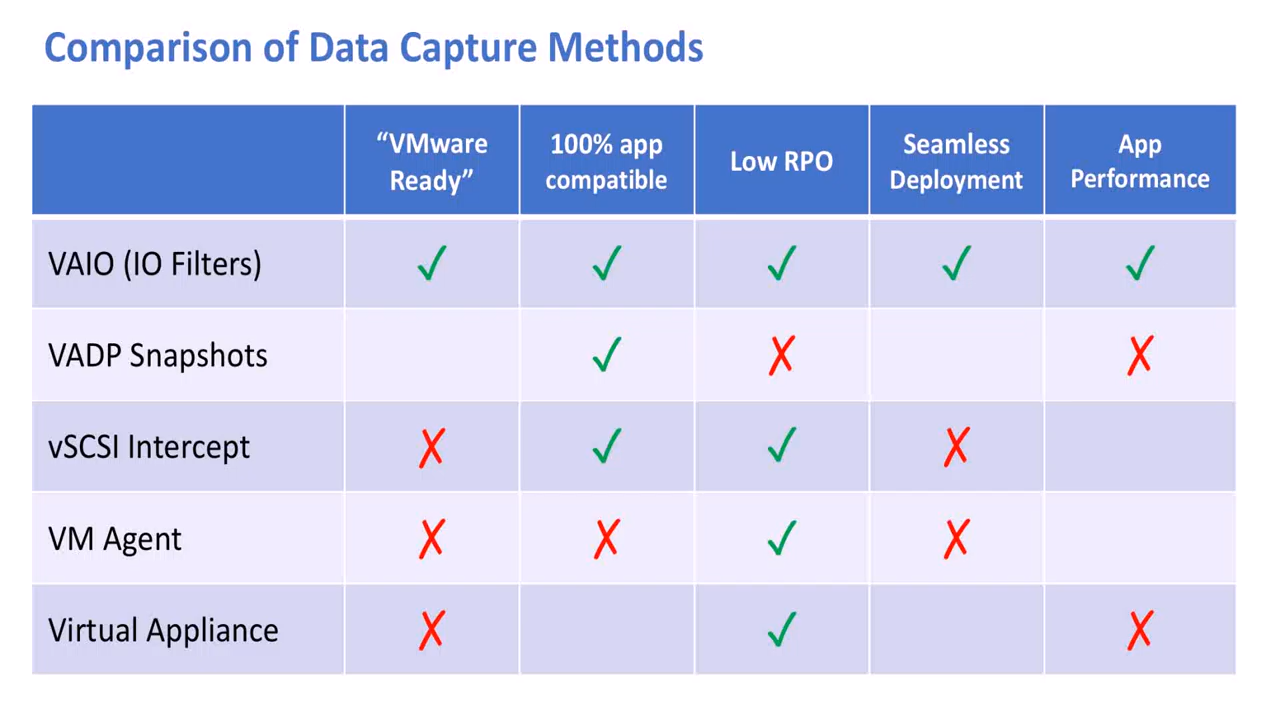 Comparison of Data Capture Methods
“VMware Ready” 100% app compatible Low RPO Seamless Deployment App Performance
VAIO (IO Filters) ✓ ✓ ✓ ✓ ✓
VADP Snapshots ✓ ✗ ✗
vSCSI Intercept ✗ ✓ ✓ ✗
VM Agent ✗ ✗ ✓ ✗
Virtual Appliance ✗ ✓ ✗